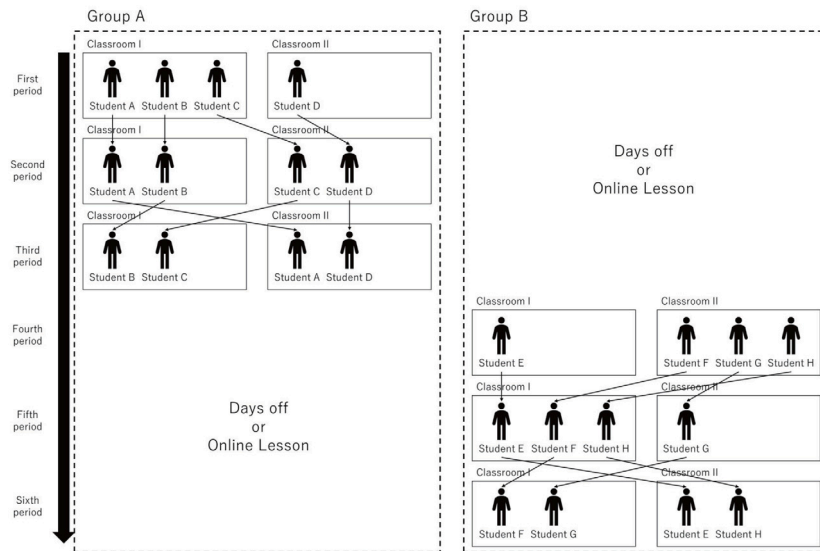 Group A
Group B
Classroom I
Classroom II
First
period
Student A Student B Student C
Student D
Classroom I
Classroom II
Second
period
Student A Student B
Student C Student D
Days off
or
Online Lesson
Classroom I
Classroom II
Third
period
Student B Student C
Student A Student D
Classroom I
Classroom II
Fourth
period
Student E
Student F Student G Student H
Classroom I
Classroom II
Fifth
period
Days off
or
Online Lesson
Student E Student F Student H
Student G
Classroom I
Classroom II
Sixth
period
Student F Student G
Student E Student H